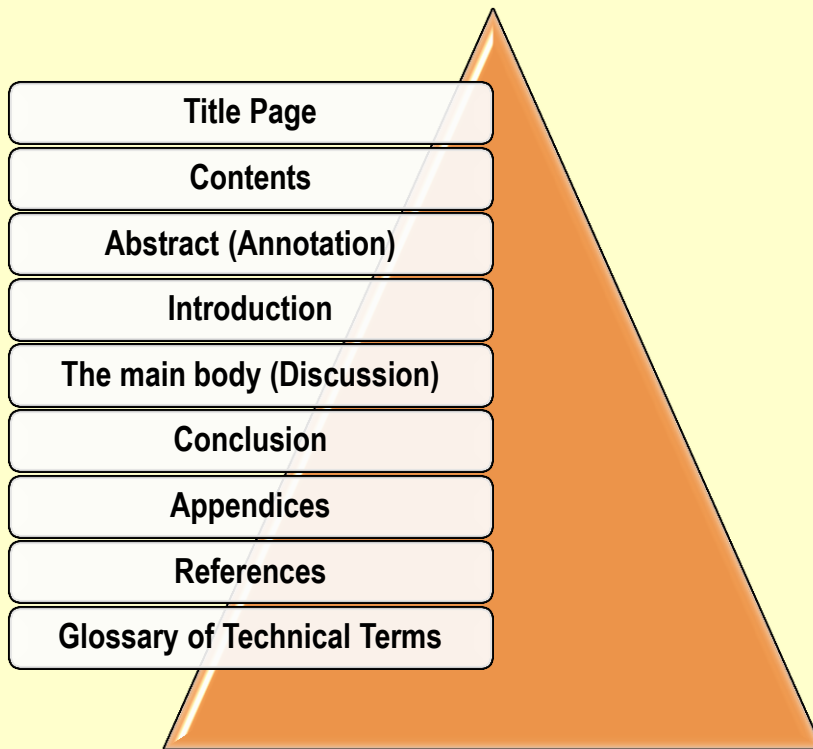 Title Page
Contents
Abstract (Annotation)
Introduction
The main body (Discussion)
Conclusion
Appendices
References
Glossary of Technical Terms